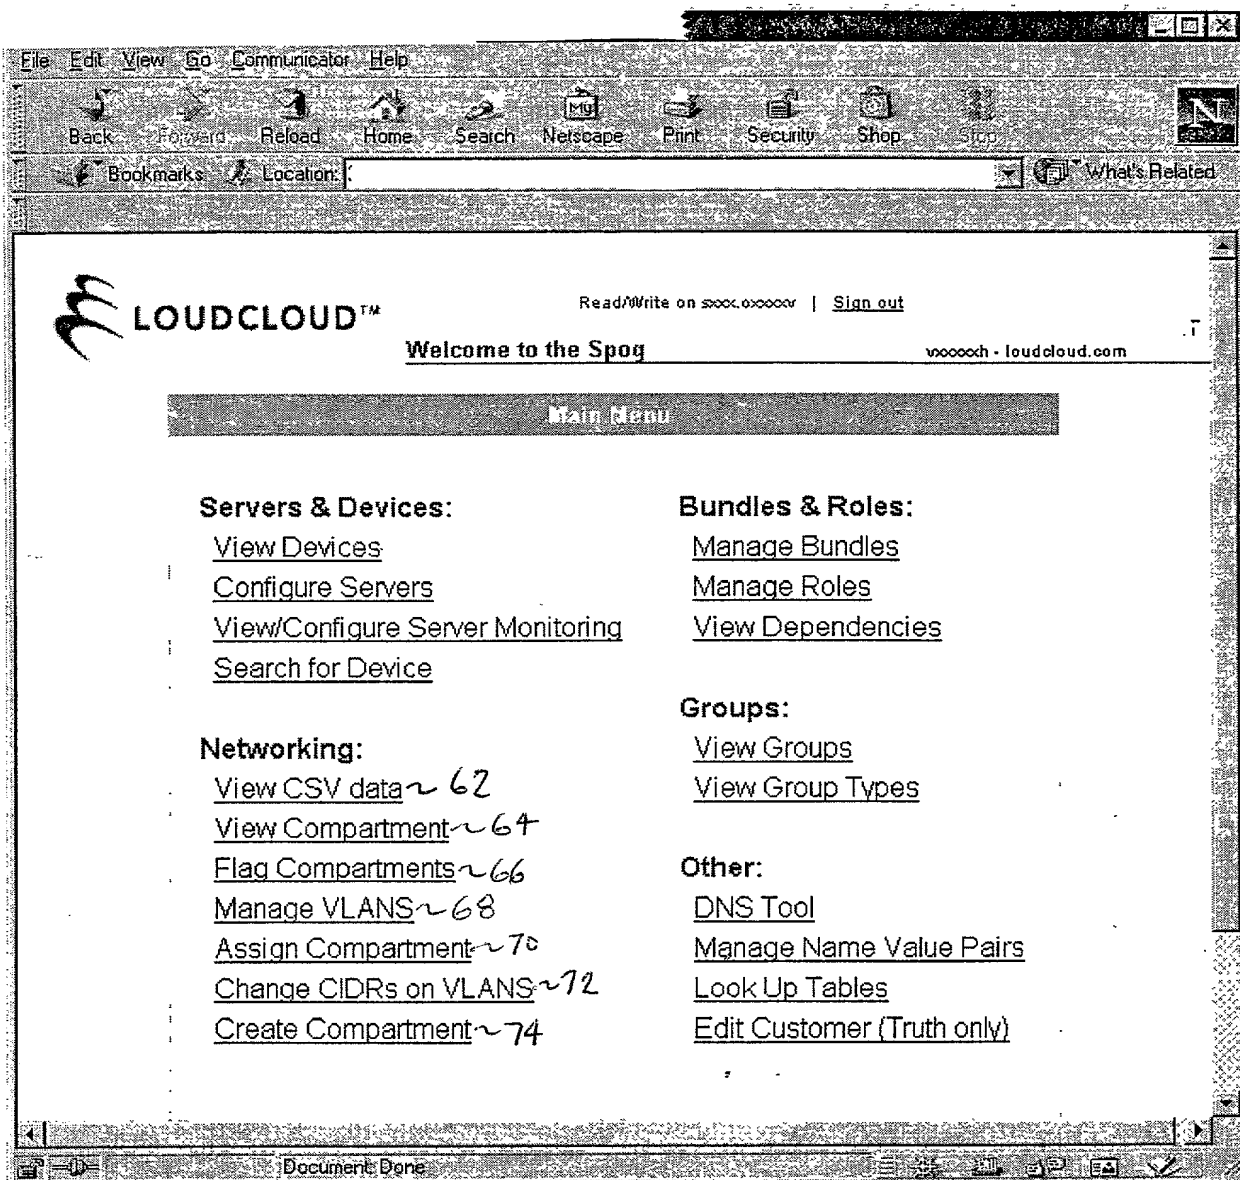 File Edit View Go Communicator Help
Back Forward Reload Home Search Netscape Print Security Shop Stop
My
N
Bookmarks Location: What's Related
LOUDCLOUD™
Read/Write on | Sign out
Welcome to the Spog
- loudcloud.com
Main Menu
Servers & Devices:
View Devices
Configure Servers
View/Configure Server Monitoring
Search for Device
Networking:
View CSV data ~ 62
View Compartment ~ 64
Flag Compartments ~ 66
Manage VLANS ~ 68
Assign Compartment ~ 70
Change CIDRs on VLANS ~ 72
Create Compartment ~ 74
Bundles & Roles:
Manage Bundles
Manage Roles
View Dependencies
Groups:
View Groups
View Group Types
Other:
DNS Tool
Manage Name Value Pairs
Look Up Tables
Edit Customer (Truth only)
Document: Done